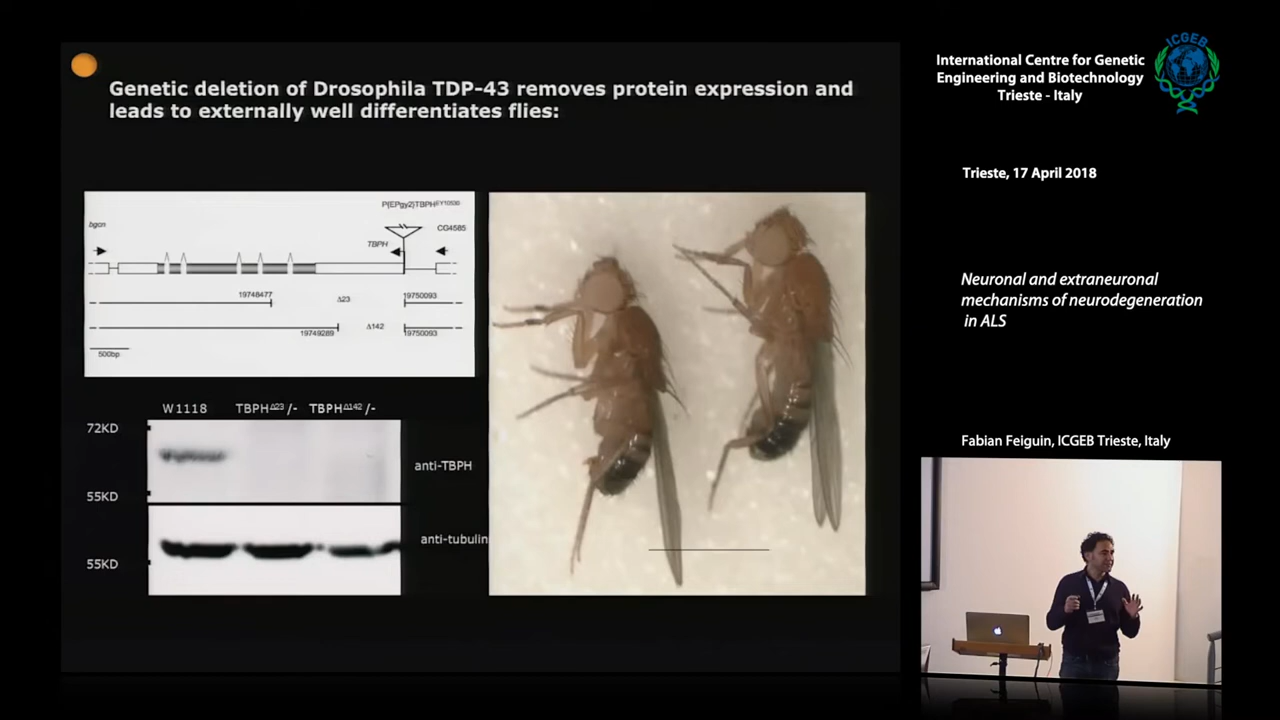 Genetic deletion of Drosophila TDP-43 removes protein expression and
leads to externally well differentiates flies:
P{EPgy2}TBPHEY10530
bgcn
CG4585
TBPH
19748477
Δ23
19750093
Δ142
19749289
19750093
500bp
W1118 TBPHΔ23/- TBPHΔ142/-
72KD
anti-TBPH
55KD
anti-tubulin
55KD
International Centre for Genetic
Engineering and Biotechnology
Trieste - Italy
ICGEB
Trieste, 17 April 2018
Neuronal and extraneuronal
mechanisms of neurodegeneration
in ALS
Fabian Feiguin, ICGEB Trieste, Italy